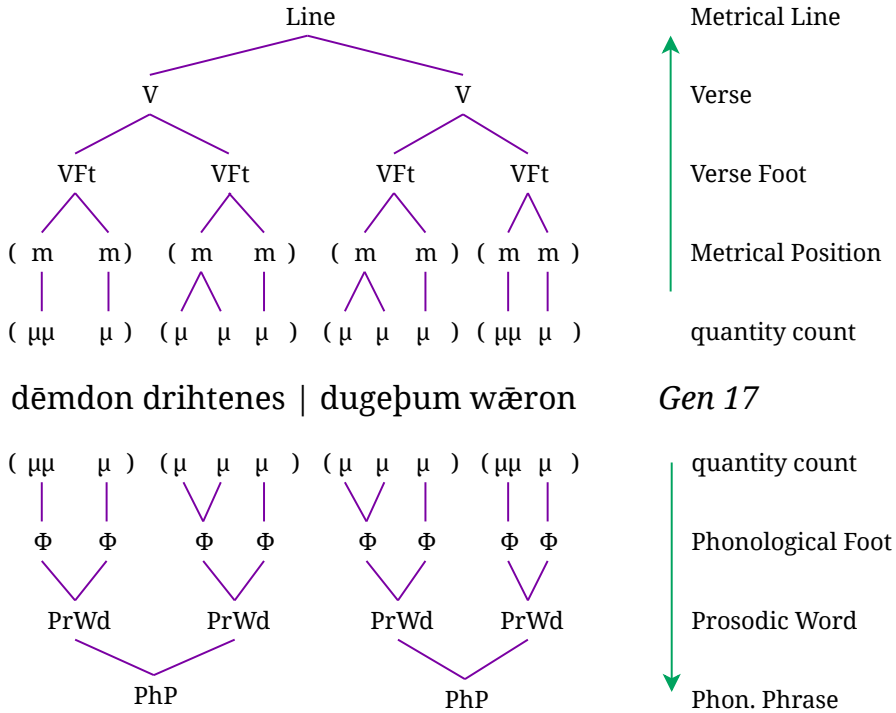 Line Metrical Line
V V Verse
VFt VFt VFt VFt Verse Foot
( m m ) ( m m ) ( m m ) ( m m ) Metrical Position
( μμ μ ) ( μ μ μ ) ( μ μ μ ) ( μμ μ ) quantity count
dēmdon drihtenes | dugeþum wǣron Gen 17
( μμ μ ) ( μ μ μ ) ( μ μ μ ) ( μμ μ ) quantity count
Φ Φ Φ Φ Φ Φ Φ Φ Phonological Foot
PrWd PrWd PrWd PrWd Prosodic Word
PhP PhP Phon. Phrase